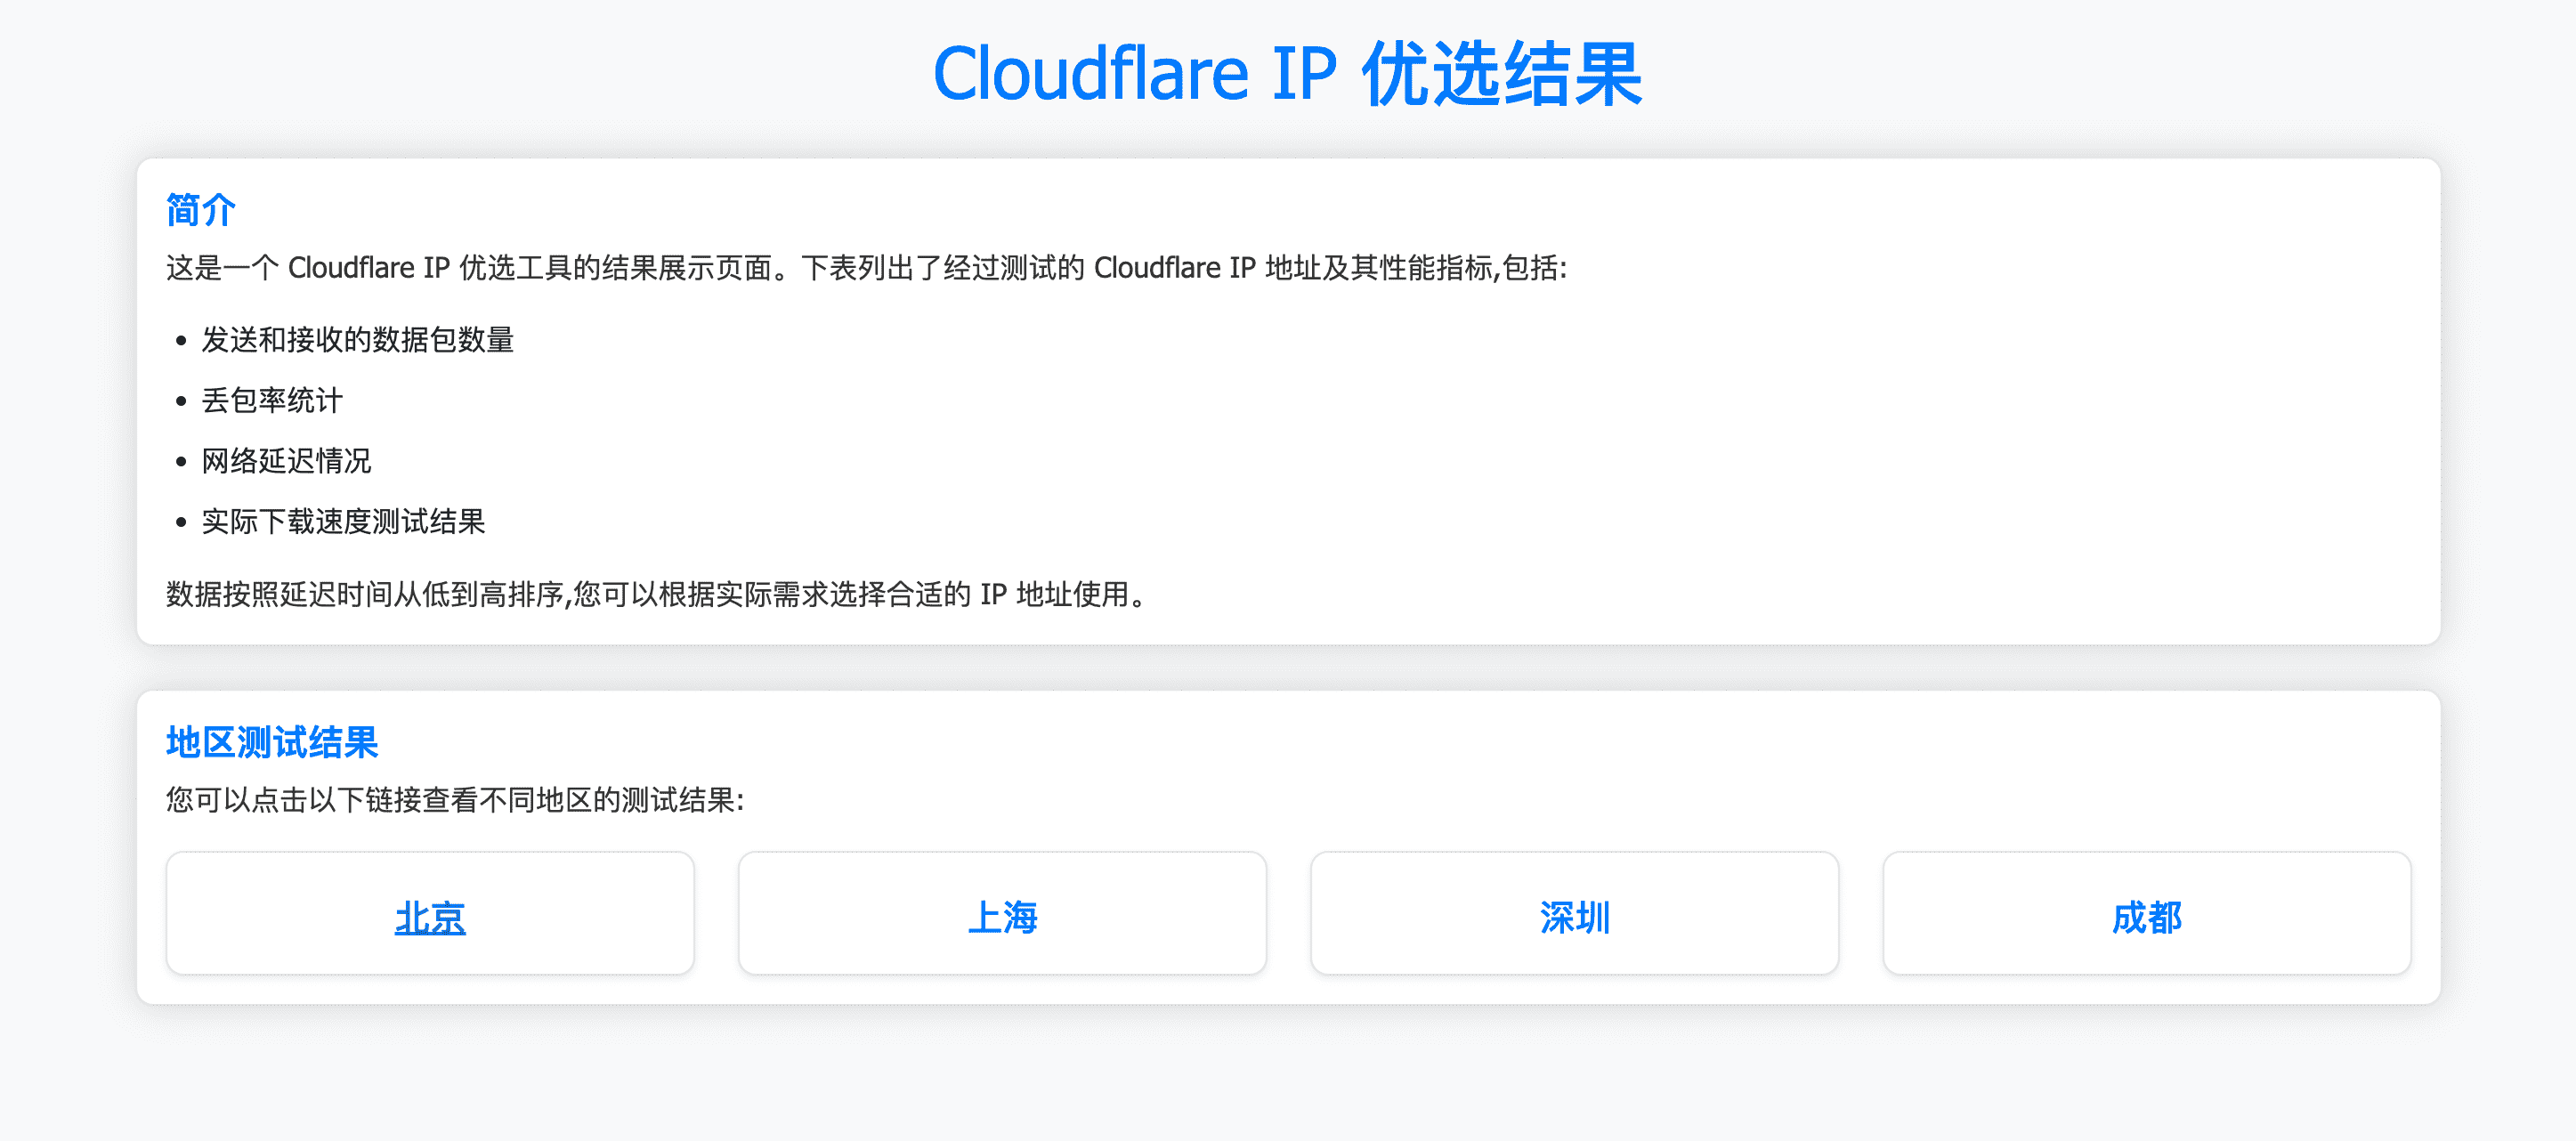 Cloudflare IP 优选结果
简介
这是一个 Cloudflare IP 优选工具的结果展示页面。下表列出了经过测试的 Cloudflare IP 地址及其性能指标,包括:
• 发送和接收的数据包数量
• 丢包率统计
• 网络延迟情况
• 实际下载速度测试结果
数据按照延迟时间从低到高排序,您可以根据实际需求选择合适的 IP 地址使用。
地区测试结果
您可以点击以下链接查看不同地区的测试结果:
北京 上海 深圳 成都